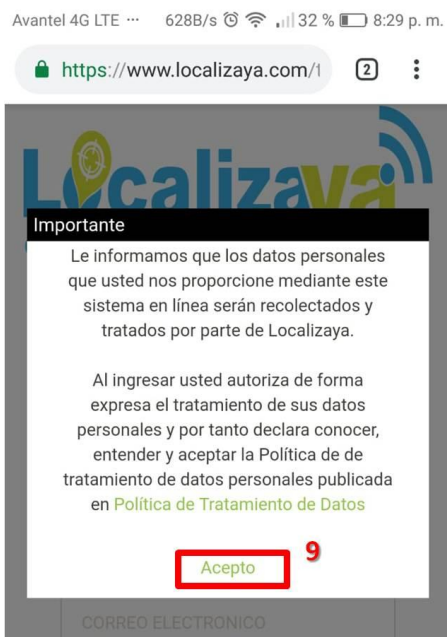 Avantel 4G LTE ··· 628B/s 32 % 8:29 p. m.
https://www.localizaya.com/t 2
Localizaya
Importante
Le informamos que los datos personales
que usted nos proporcione mediante este
sistema en línea serán recolectados y
tratados por parte de Localizaya.
Al ingresar usted autoriza de forma
expresa el tratamiento de sus datos
personales y por tanto declara conocer,
entender y aceptar la Política de de
tratamiento de datos personales publicada
en Política de Tratamiento de Datos
9
Acepto
CORREO ELECTRONICO